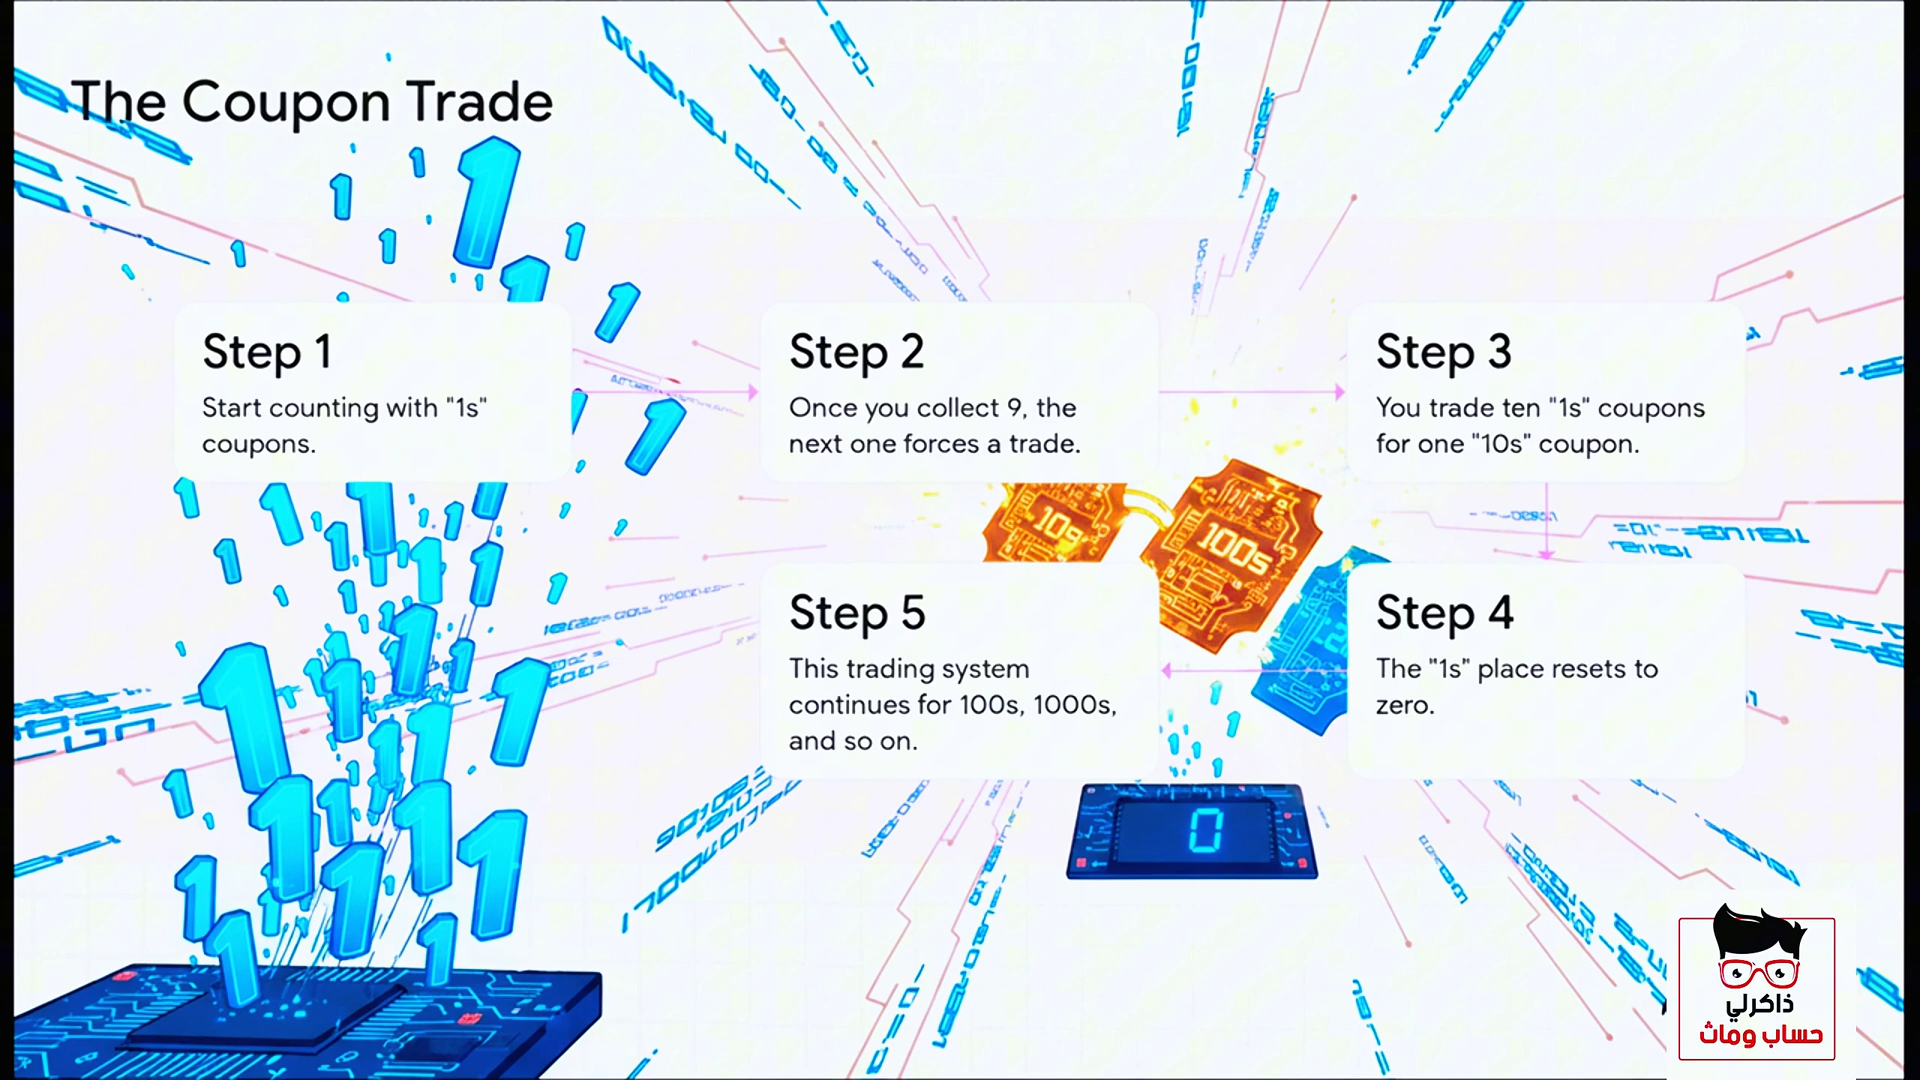 The Coupon Trade
Step 1
Start counting with "1s"
coupons.
Step 2
Once you collect 9, the
next one forces a trade.
Step 3
You trade ten "1s" coupons
for one "10s" coupon.
Step 4
The "1s" place resets to
zero.
Step 5
This trading system
continues for 100s, 1000s,
and so on.
100s
0
ذاكرلي
حساب وماث